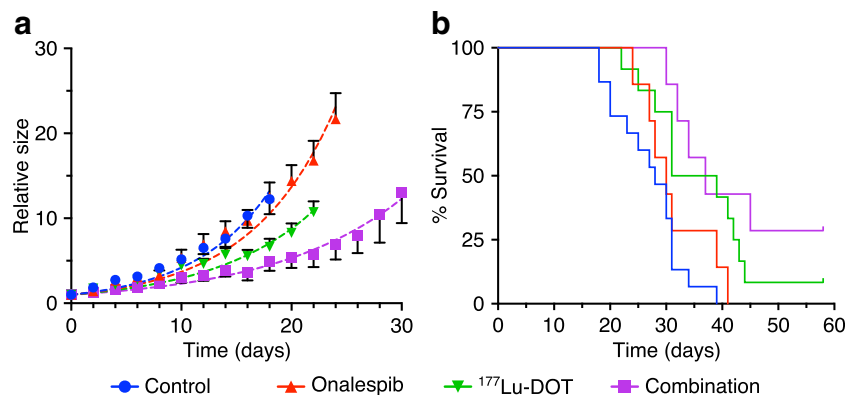 a
b
30
20
10
0
Relative size
0
10
20
30
Time (days)
100
75
50
25
0
% Survival
0
10
20
30
40
50
60
Time (days)
Control
Onalespib
¹⁷⁷Lu-DOT
Combination